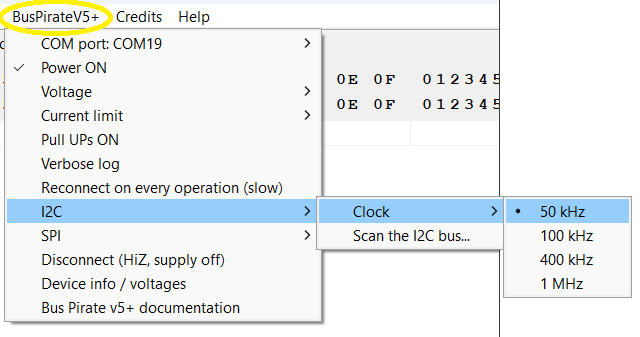 BusPirateV5+ Credits Help
COM port: COM19
Power ON
0E 0F 012345
Voltage
Current limit
0E 0F 012345
Pull UPs ON
Verbose log
Reconnect on every operation (slow)
I2C Clock 50 kHz
SPI Scan the I2C bus... 100 kHz
Disconnect (HiZ, supply off) 400 kHz
Device info / voltages 1 MHz
Bus Pirate v5+ documentation